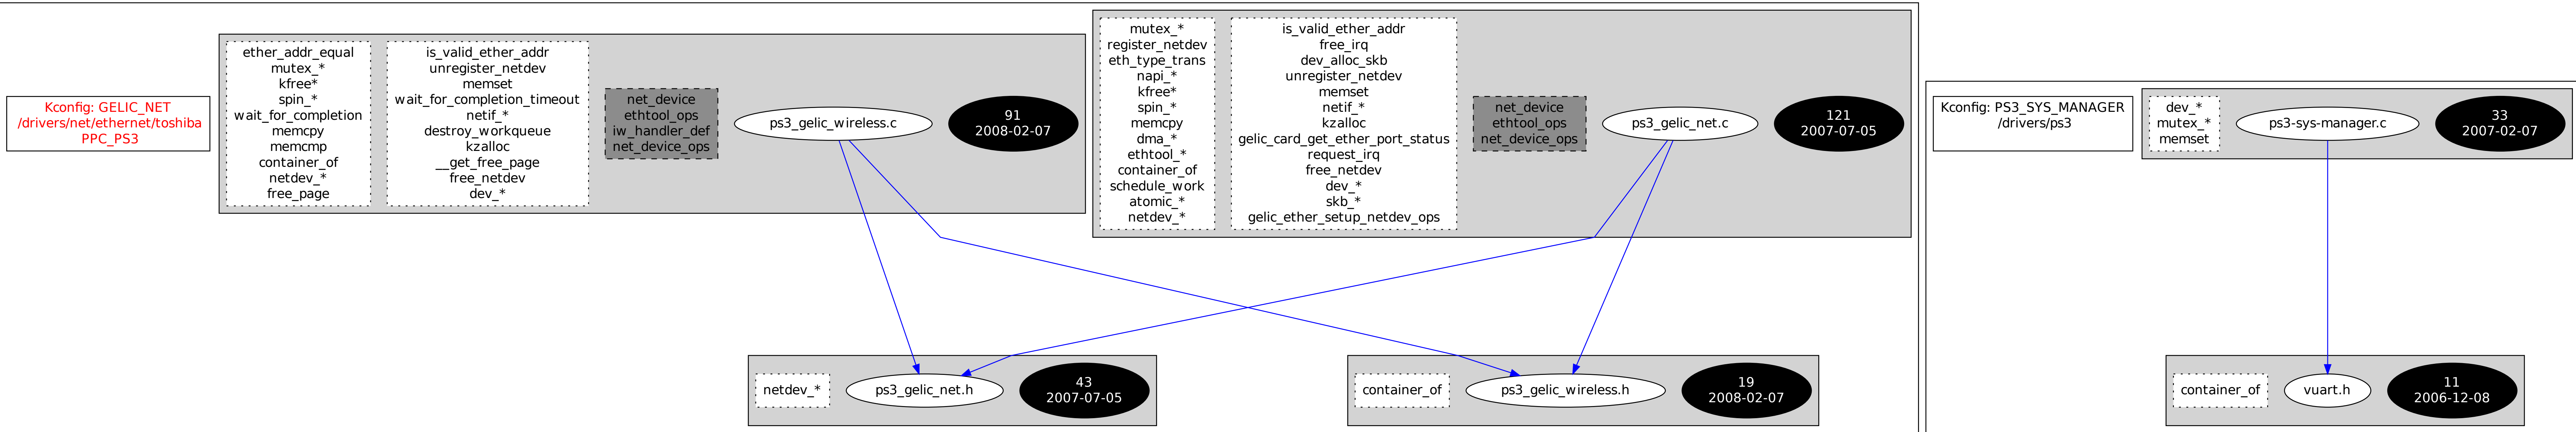 Kconfig: GELIC_NET
/drivers/net/ethernet/toshiba
PPC_PS3
ether_addr_equal
mutex_*
kfree*
spin_*
wait_for_completion
memcpy
memcmp
container_of
netdev_*
free_page
is_valid_ether_addr
unregister_netdev
memset
wait_for_completion_timeout
netif_*
destroy_workqueue
kzalloc
__get_free_page
free_netdev
dev_*
net_device
ethtool_ops
iw_handler_def
net_device_ops
ps3_gelic_wireless.c
91
2008-02-07
mutex_*
register_netdev
eth_type_trans
napi_*
kfree*
spin_*
memcpy
dma_*
ethtool_*
container_of
schedule_work
atomic_*
netdev_*
is_valid_ether_addr
free_irq
dev_alloc_skb
unregister_netdev
memset
netif_*
kzalloc
gelic_card_get_ether_port_status
request_irq
free_netdev
dev_*
skb_*
gelic_ether_setup_netdev_ops
net_device
ethtool_ops
net_device_ops
ps3_gelic_net.c
121
2007-07-05
Kconfig: PS3_SYS_MANAGER
/drivers/ps3
dev_*
mutex_*
memset
ps3-sys-manager.c
33
2007-02-07
netdev_*
ps3_gelic_net.h
43
2007-07-05
container_of
ps3_gelic_wireless.h
19
2008-02-07
container_of
vuart.h
11
2006-12-08